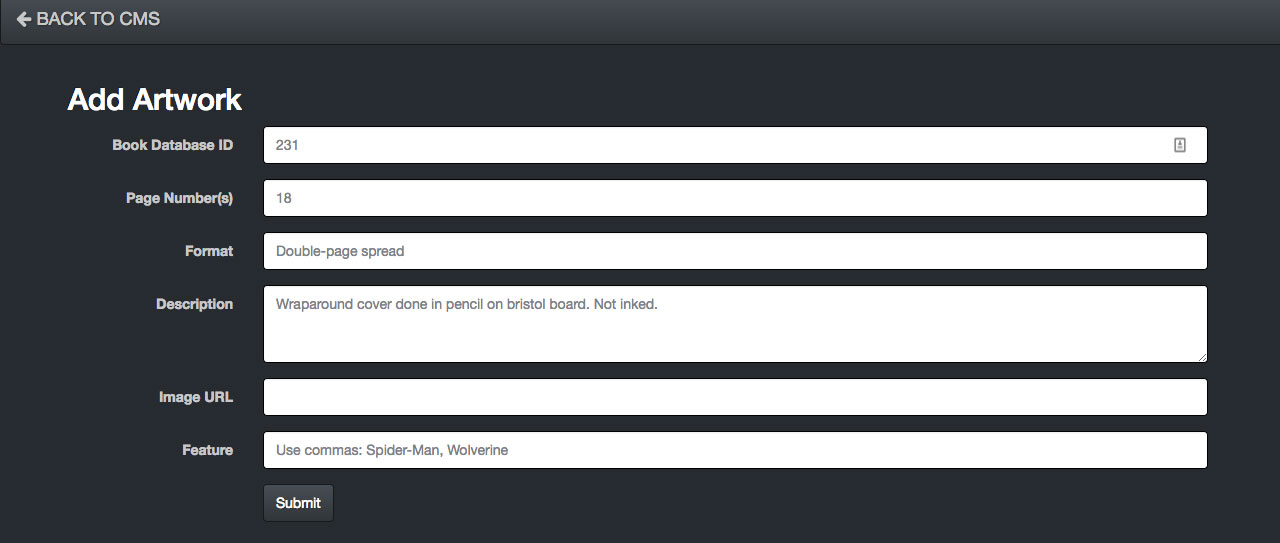 BACK TO CMS
Add Artwork
Book Database ID 231
Page Number(s) 18
Format Double-page spread
Description Wraparound cover done in pencil on bristol board. Not inked.
Image URL
Feature Use commas: Spider-Man, Wolverine
Submit